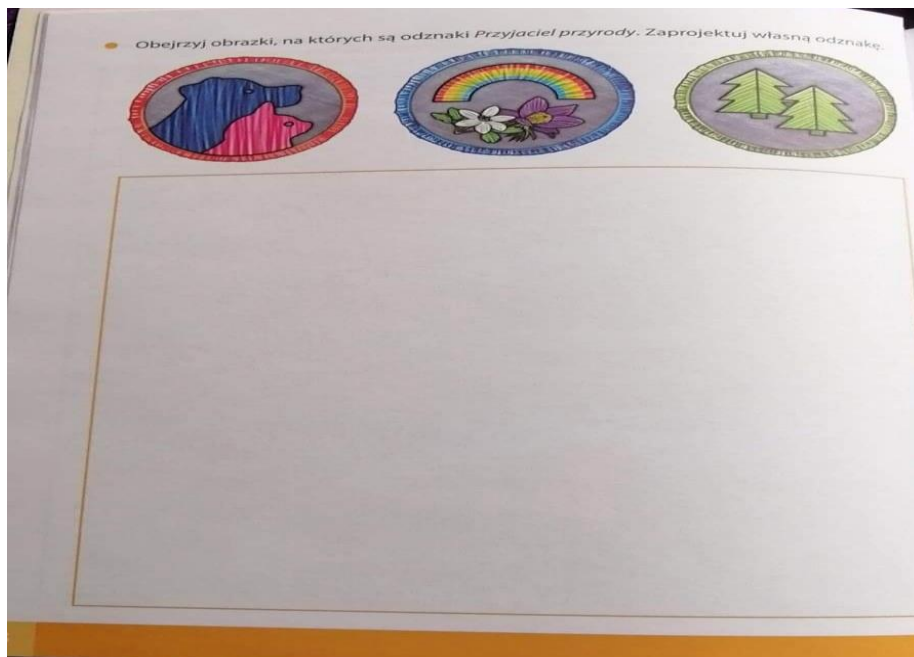 Obejrzyj obrazki, na których są odznaki Przyjaciel przyrody. Zaprojektuj własną odznakę.